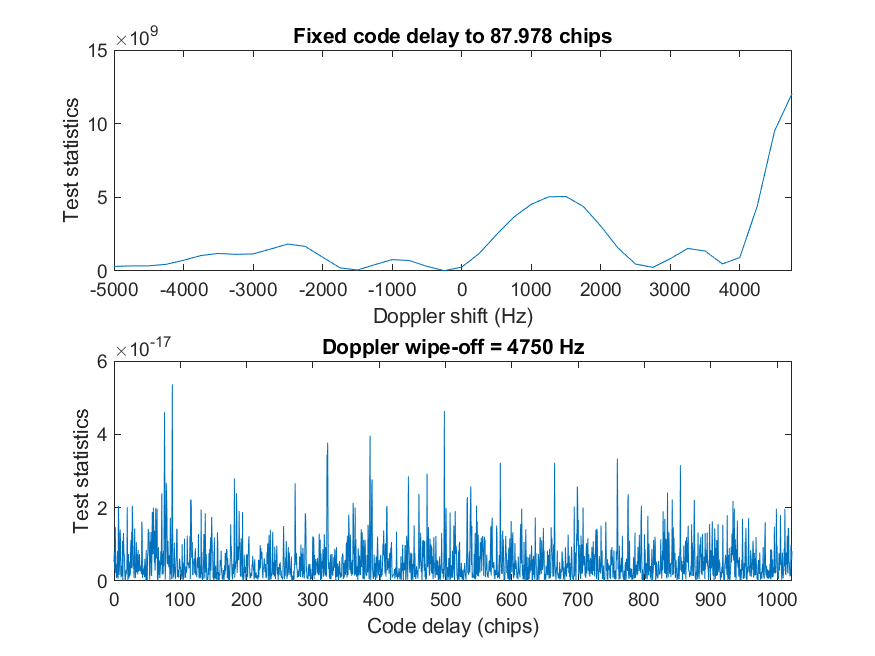 Fixed code delay to 87.978 chips
×10^9
15
10
5
0
Test statistics
-5000 -4000 -3000 -2000 -1000 0 1000 2000 3000 4000
Doppler shift (Hz)
Doppler wipe-off = 4750 Hz
×10^-17
6
4
2
0
Test statistics
0 100 200 300 400 500 600 700 800 900 1000
Code delay (chips)